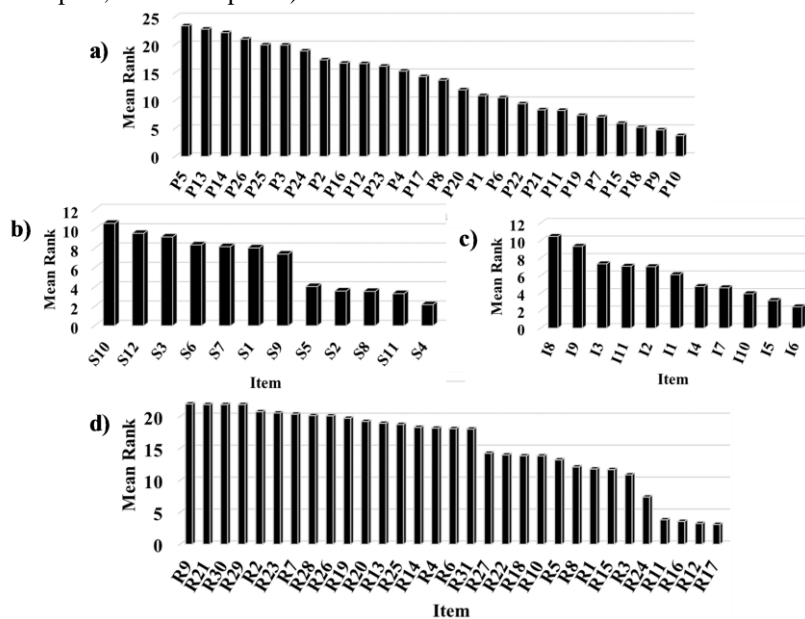 25
a)
20
15
10
5
0
Mean Rank
P5 P13 P14 P26 P25 P3 P24 P2 P16 P12 P23 P4 P17 P8 P20 P1 P6 P22 P21 P11 P19 P7 P15 P18 P9 P10
b)
12
10
8
6
4
2
0
Mean Rank
S10 S12 S3 S6 S7 S1 S9 S5 S2 S8 S11 S4
Item
c)
12
10
8
6
4
2
0
Mean Rank
I8 I9 I3 I11 I2 I1 I4 I7 I10 I5 I6
Item
d)
20
15
10
5
0
Mean Rank
R9 R21 R30 R29 R2 R23 R7 R28 R26 R19 R20 R13 R25 R14 R4 R6 R31 R27 R22 R18 R10 R5 R8 R1 R15 R3 R24 R11 R16 R12 R17
Item